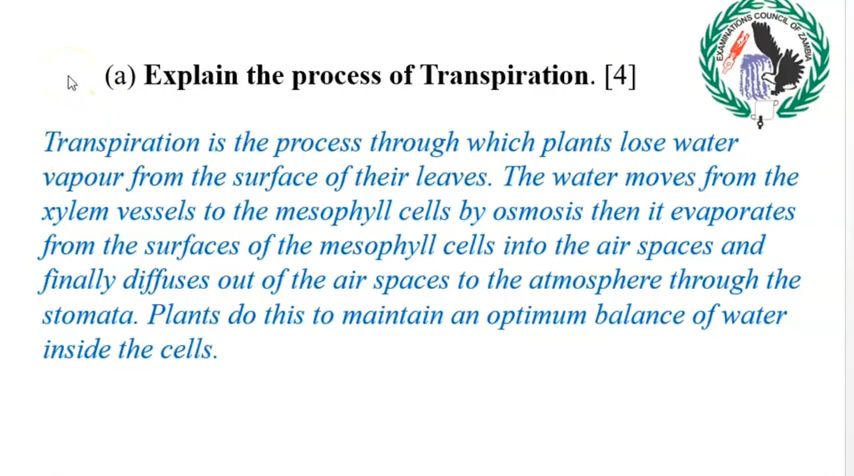 EXAMINATIONS COUNCIL OF ZAMBIA
(a) Explain the process of Transpiration. [4]
Transpiration is the process through which plants lose water
vapour from the surface of their leaves. The water moves from the
xylem vessels to the mesophyll cells by osmosis then it evaporates
from the surfaces of the mesophyll cells into the air spaces and
finally diffuses out of the air spaces to the atmosphere through the
stomata. Plants do this to maintain an optimum balance of water
inside the cells.